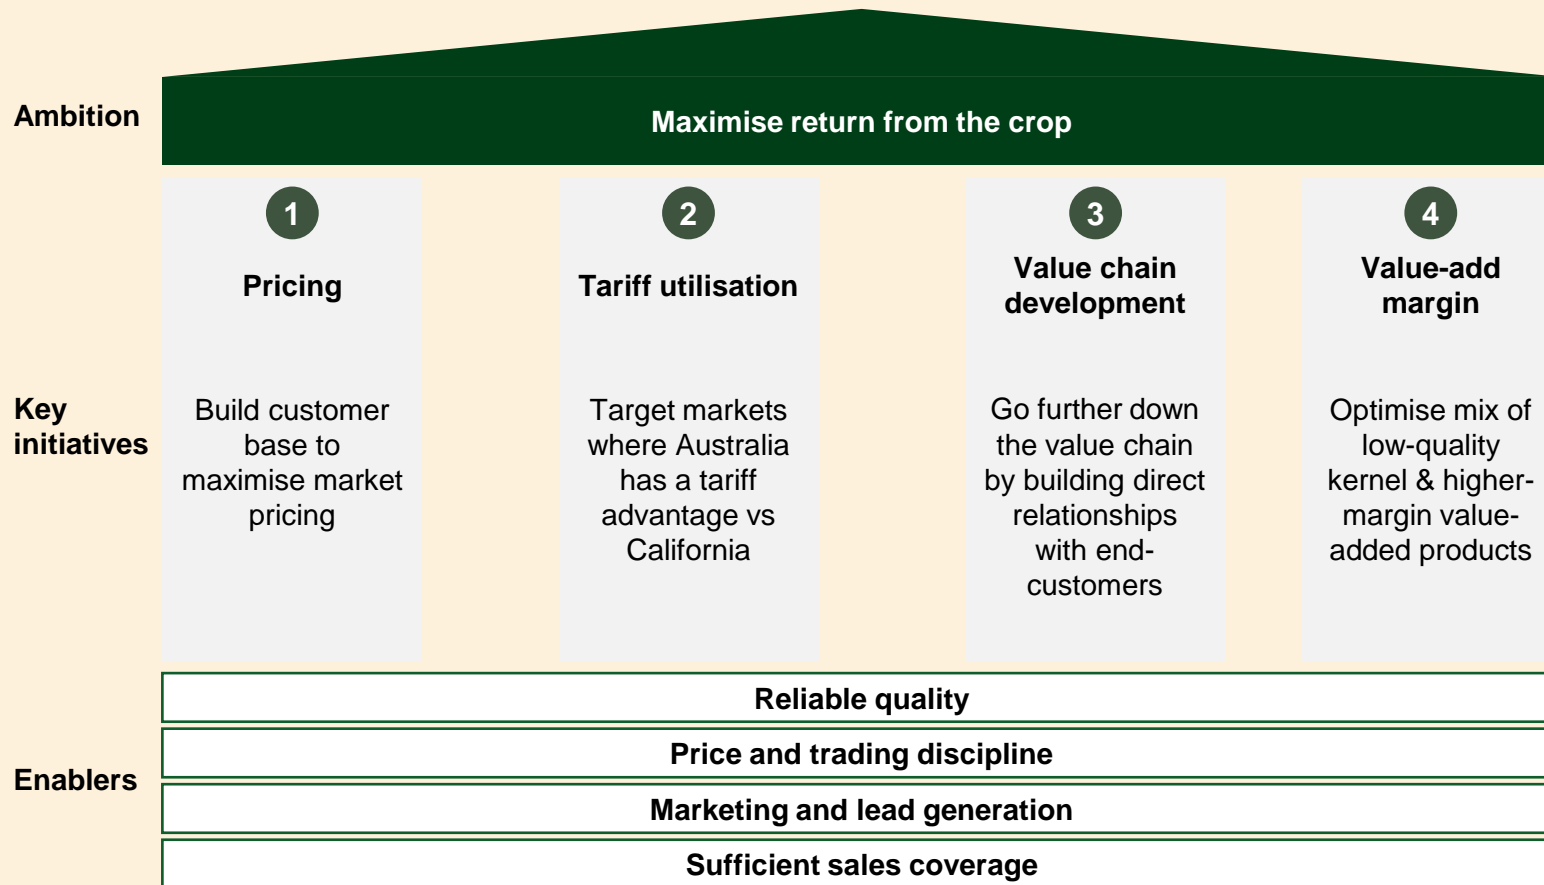 Ambition
Maximise return from the crop
Key
initiatives
1
Pricing
Build customer
base to
maximise market
pricing
2
Tariff utilisation
Target markets
where Australia
has a tariff
advantage vs
California
3
Value chain
development
Go further down
the value chain
by building direct
relationships
with end-
customers
4
Value-add
margin
Optimise mix of
low-quality
kernel & higher-
margin value-
added products
Enablers
Reliable quality
Price and trading discipline
Marketing and lead generation
Sufficient sales coverage